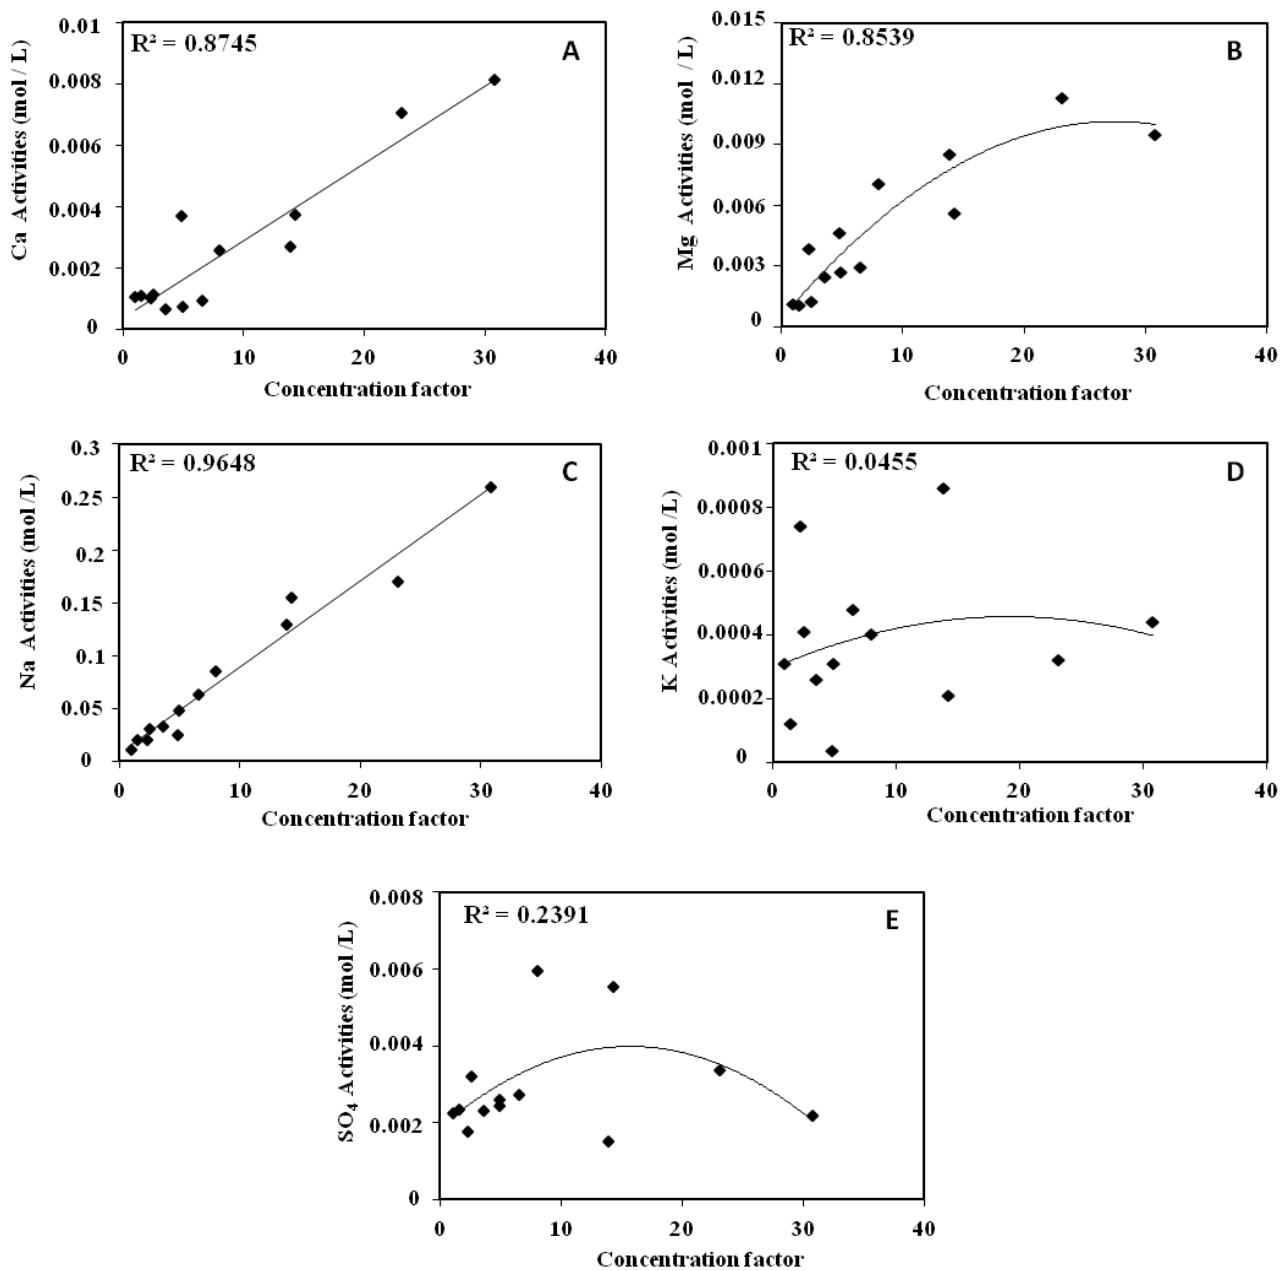 R² = 0.8745
A
Ca Activities (mol / L)
0.01
0.008
0.006
0.004
0.002
0
0 10 20 30 40
Concentration factor
R² = 0.8539
B
Mg Activities (mol / L)
0.015
0.012
0.009
0.006
0.003
0
0 10 20 30 40
Concentration factor
R² = 0.9648
C
Na Activities (mol /L)
0.3
0.25
0.2
0.15
0.1
0.05
0
0 10 20 30 40
Concentration factor
R² = 0.0455
D
K Activities (mol /L)
0.001
0.0008
0.0006
0.0004
0.0002
0
0 10 20 30 40
Concentration factor
R² = 0.2391
E
SO₄ Activities (mol /L)
0.008
0.006
0.004
0.002
0
0 10 20 30 40
Concentration factor